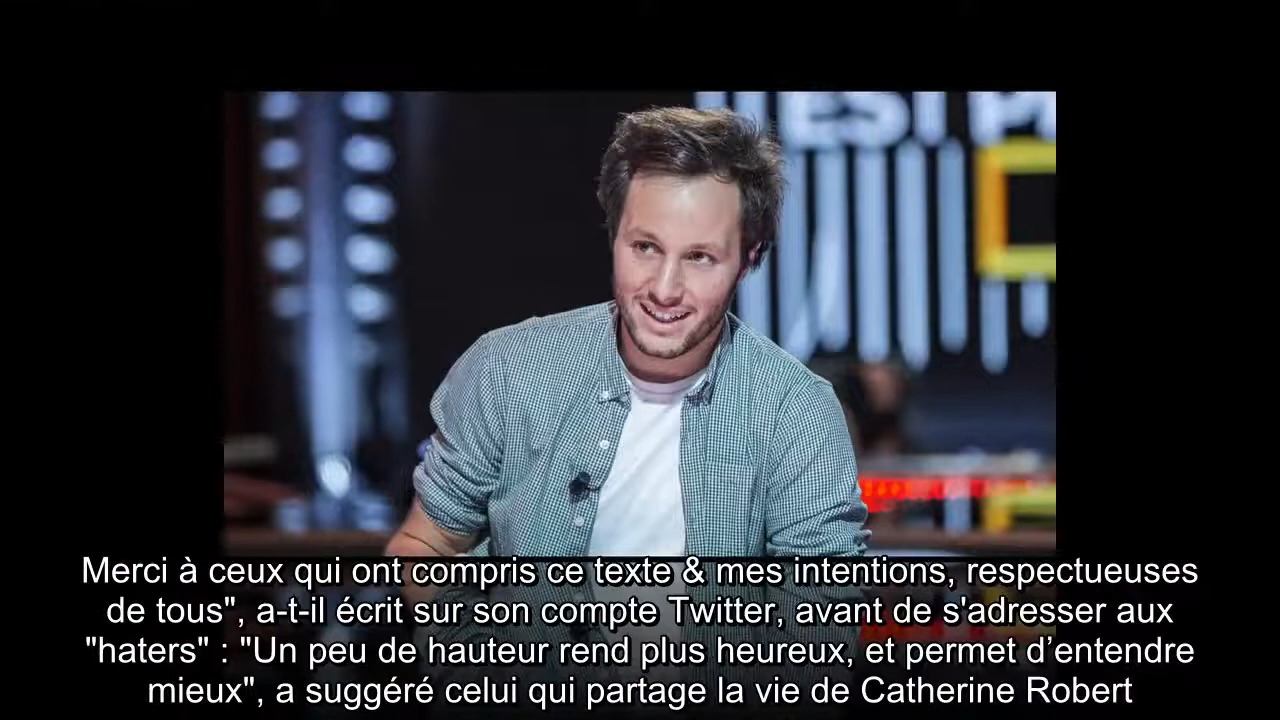 EST P
Merci à ceux qui ont compris ce texte & mes intentions, respectueuses
de tous", a-t-il écrit sur son compte Twitter, avant de s'adresser aux
"haters" : "Un peu de hauteur rend plus heureux, et permet d’entendre
mieux", a suggéré celui qui partage la vie de Catherine Robert